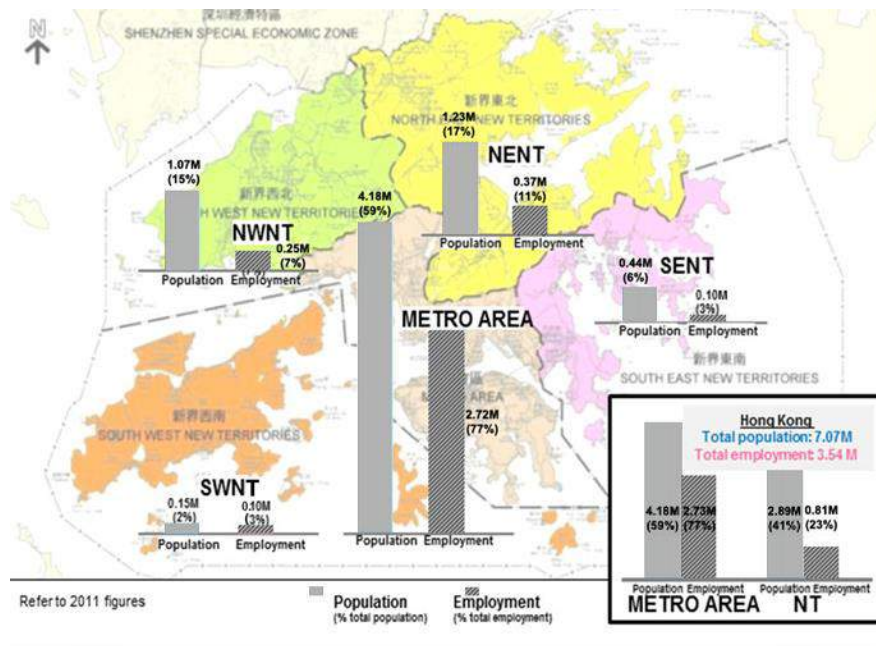 N
深圳經濟特區
SHENZHEN SPECIAL ECONOMIC ZONE
新界東北
NORTH EAST NEW TERRITORIES
1.23M
(17%)
NENT
0.37M
(11%)
Population Employment
1.07M
(15%)
新界西北
WEST NEW TERRITORIES
NWNT
0.25M
(7%)
Population Employment
4.18M
(59%)
METRO AREA
AREA
2.72M
(77%)
Population Employment
0.44M
(6%)
SENT
0.10M
(3%)
Population Employment
新界東南
SOUTH EAST NEW TERRITORIES
新界西南
SOUTH WEST NEW TERRITORIES
SWNT
0.15M
(2%)
0.10M
(3%)
Population Employment
Hong Kong
Total population: 7.07M
Total employment: 3.54 M
4.18M
(59%)
2.73M
(77%)
2.89M
(41%)
0.81M
(23%)
Population Employment
Population Employment
METRO AREA
NT
Refer to 2011 figures
Population
(% total population)
Employment
(% total employment)